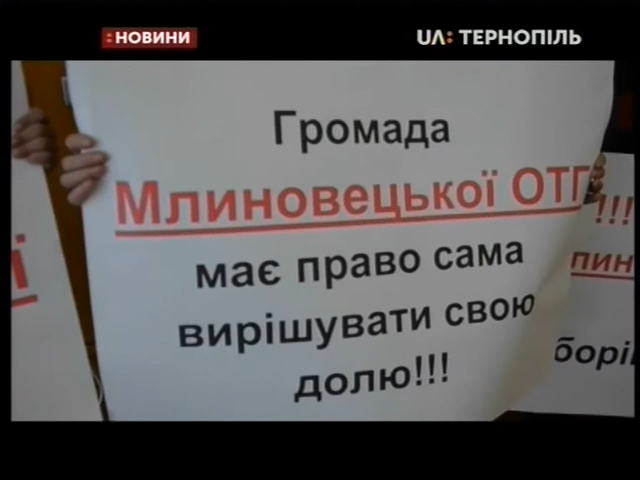 :НОВИНИ
UA: ТЕРНОПІЛЬ
Громада
Млиновецької ОТГ
має право сама
вирішувати свою
долю!!!
!!!